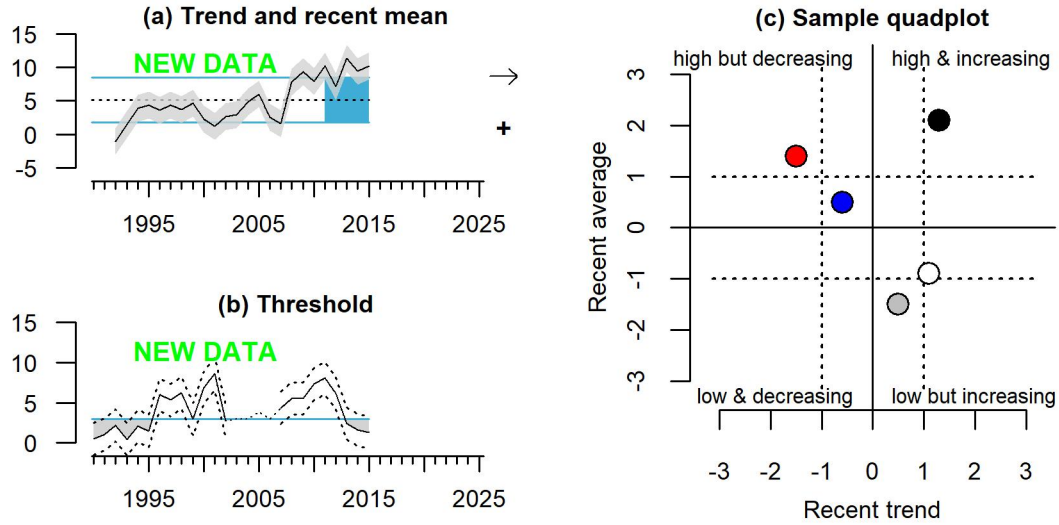 (a) Trend and recent mean
15
10
5
0
-5
NEW DATA
+
1995 2005 2015 2025
(b) Threshold
15
10
5
0
NEW DATA
1995 2005 2015 2025
(c) Sample quadplot
high but decreasing high & increasing
3
2
1
0
-1
-2
-3
Recent average
low & decreasing low but increasing
-3 -2 -1 0 1 2 3
Recent trend